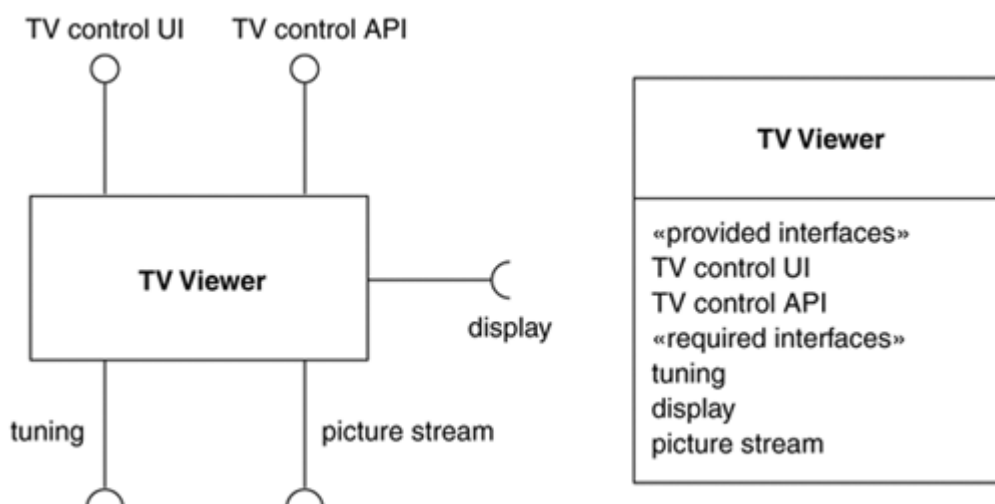 TV control UI
TV control API
TV Viewer
display
tuning
picture stream
TV Viewer
«provided interfaces»
TV control UI
TV control API
«required interfaces»
tuning
display
picture stream